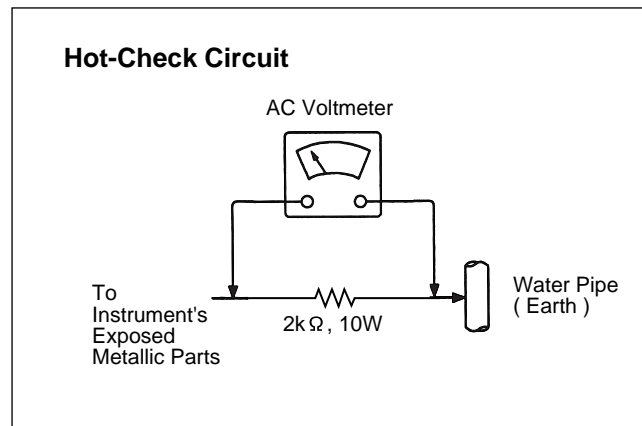 Hot-Check Circuit
AC Voltmeter
To
Instrument's
Exposed
Metallic Parts
2kΩ, 10W
Water Pipe
( Earth )